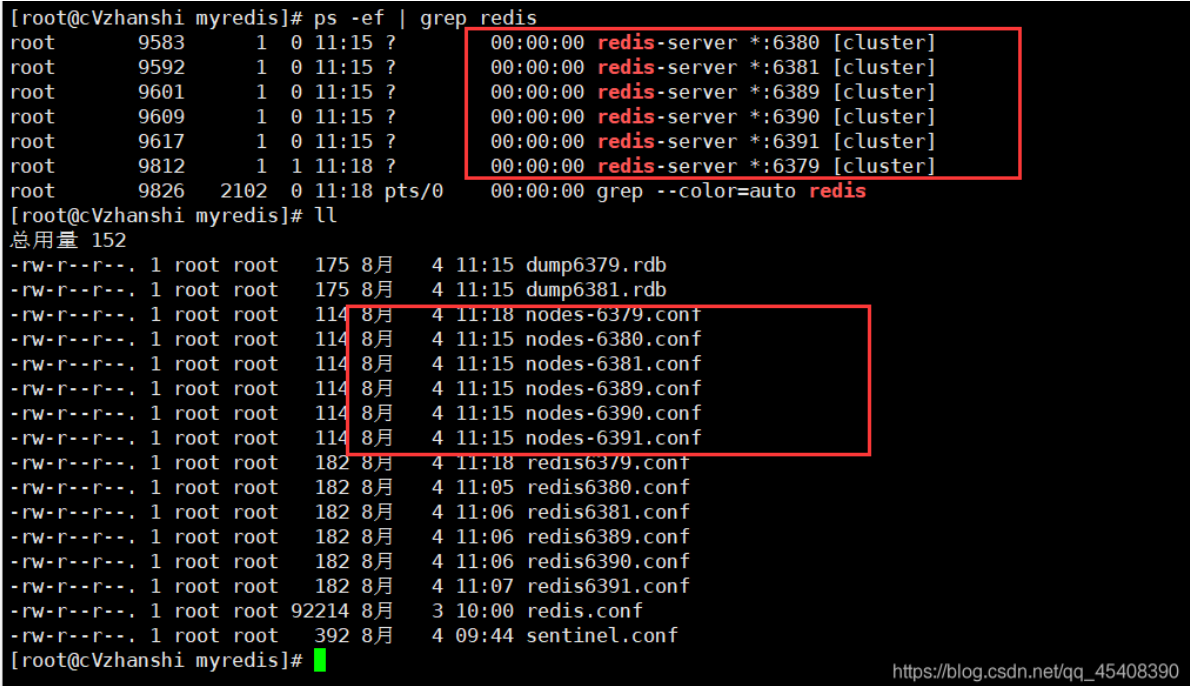 [root@cVzhanshi myredis]# ps -ef | grep redis
root 9583 1 0 11:15 ? 00:00:00 redis-server *:6380 [cluster]
root 9592 1 0 11:15 ? 00:00:00 redis-server *:6381 [cluster]
root 9601 1 0 11:15 ? 00:00:00 redis-server *:6389 [cluster]
root 9609 1 0 11:15 ? 00:00:00 redis-server *:6390 [cluster]
root 9617 1 0 11:15 ? 00:00:00 redis-server *:6391 [cluster]
root 9812 1 1 11:18 ? 00:00:00 redis-server *:6379 [cluster]
root 9826 2102 0 11:18 pts/0 00:00:00 grep --color=auto redis
[root@cVzhanshi myredis]# ll
总用量 152
-rw-r--r--. 1 root root 175 8月 4 11:15 dump6379.rdb
-rw-r--r--. 1 root root 175 8月 4 11:15 dump6381.rdb
-rw-r--r--. 1 root root 114 8月 4 11:18 nodes-6379.conf
-rw-r--r--. 1 root root 114 8月 4 11:15 nodes-6380.conf
-rw-r--r--. 1 root root 114 8月 4 11:15 nodes-6381.conf
-rw-r--r--. 1 root root 114 8月 4 11:15 nodes-6389.conf
-rw-r--r--. 1 root root 114 8月 4 11:15 nodes-6390.conf
-rw-r--r--. 1 root root 114 8月 4 11:15 nodes-6391.conf
-rw-r--r--. 1 root root 182 8月 4 11:18 redis6379.conf
-rw-r--r--. 1 root root 182 8月 4 11:05 redis6380.conf
-rw-r--r--. 1 root root 182 8月 4 11:06 redis6381.conf
-rw-r--r--. 1 root root 182 8月 4 11:06 redis6389.conf
-rw-r--r--. 1 root root 182 8月 4 11:06 redis6390.conf
-rw-r--r--. 1 root root 182 8月 4 11:07 redis6391.conf
-rw-r--r--. 1 root root 92214 8月 3 10:00 redis.conf
-rw-r--r--. 1 root root 392 8月 4 09:44 sentinel.conf
[root@cVzhanshi myredis]#
https://blog.csdn.net/qq_45408390